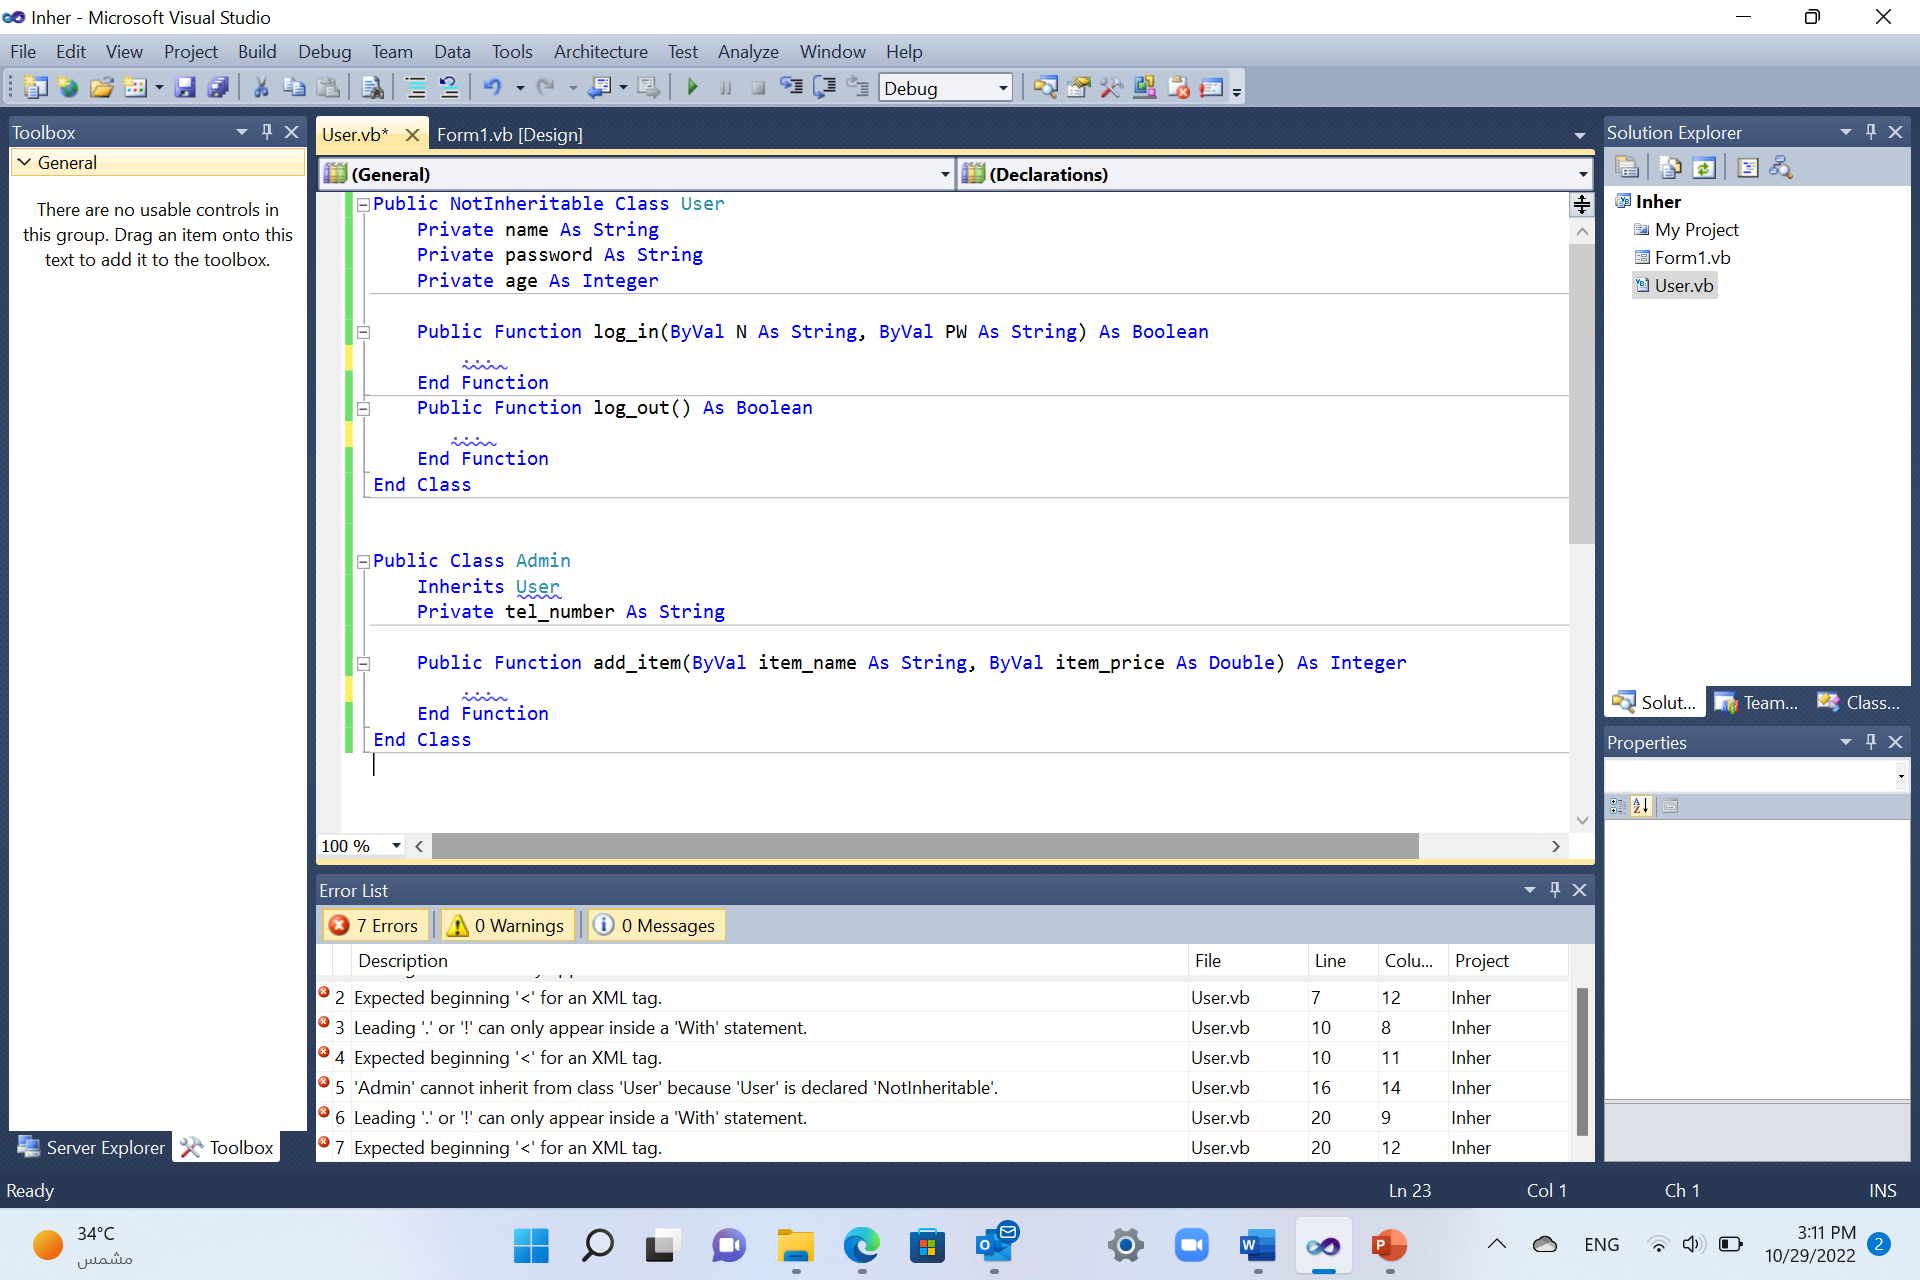 Inher - Microsoft Visual Studio
File Edit View Project Build Debug Team Data Tools Architecture Test Analyze Window Help
Debug
Toolbox
General
There are no usable controls in
this group. Drag an item onto this
text to add it to the toolbox.
Server Explorer Toolbox
User.vb* Form1.vb [Design]
(General) (Declarations)
Public NotInheritable Class User
Private name As String
Private password As String
Private age As Integer
Public Function log_in(ByVal N As String, ByVal PW As String) As Boolean
....
End Function
Public Function log_out() As Boolean
....
End Function
End Class
Public Class Admin
Inherits User
Private tel_number As String
Public Function add_item(ByVal item_name As String, ByVal item_price As Double) As Integer
....
End Function
End Class
100 %
Error List
7 Errors 0 Warnings 0 Messages
Description File Line Colu... Project
2 Expected beginning '<' for an XML tag. User.vb 7 12 Inher
3 Leading '.' or '!' can only appear inside a 'With' statement. User.vb 10 8 Inher
4 Expected beginning '<' for an XML tag. User.vb 10 11 Inher
5 'Admin' cannot inherit from class 'User' because 'User' is declared 'NotInheritable'. User.vb 16 14 Inher
6 Leading '.' or '!' can only appear inside a 'With' statement. User.vb 20 9 Inher
7 Expected beginning '<' for an XML tag. User.vb 20 12 Inher
Solution Explorer
Inher
My Project
Form1.vb
User.vb
Solut... Team... Class...
Properties
Ready Ln 23 Col 1 Ch 1 INS
34°C
مشمس
ENG
3:11 PM
10/29/2022
2